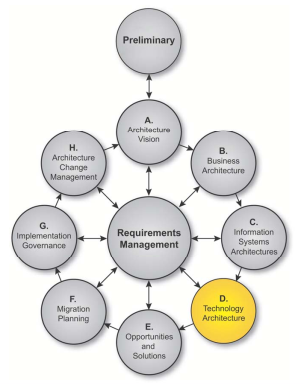 Preliminary
A.
Architecture
Vision
H.
Architecture
Change
Management
B.
Business
Architecture
G.
Implementation
Governance
Requirements
Management
C.
Information
Systems
Architectures
F.
Migration
Planning
D.
Technology
Architecture
E.
Opportunities
and
Solutions